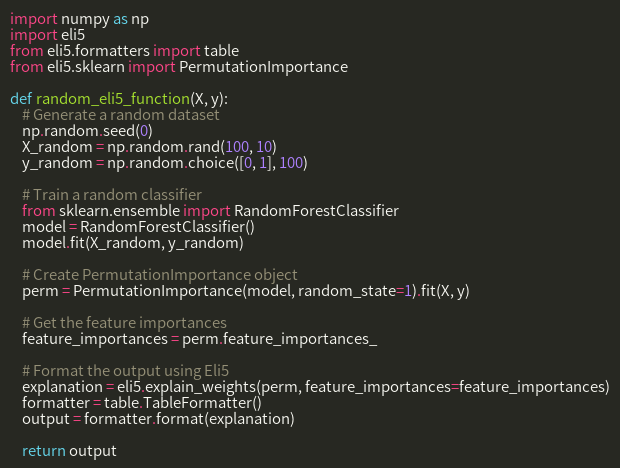 import numpy as np
import eli5
from eli5.formatters import table
from eli5.sklearn import PermutationImportance

def random_eli5_function(X, y):
    # Generate a random dataset
    np.random.seed(0)
    X_random = np.random.rand(100, 10)
    y_random = np.random.choice([0, 1], 100)

    # Train a random classifier
    from sklearn.ensemble import RandomForestClassifier
    model = RandomForestClassifier()
    model.fit(X_random, y_random)

    # Create PermutationImportance object
    perm = PermutationImportance(model, random_state=1).fit(X, y)

    # Get the feature importances
    feature_importances = perm.feature_importances_

    # Format the output using Eli5
    explanation = eli5.explain_weights(perm, feature_importances=feature_importances)
    formatter = table.TableFormatter()
    output = formatter.format(explanation)

    return output